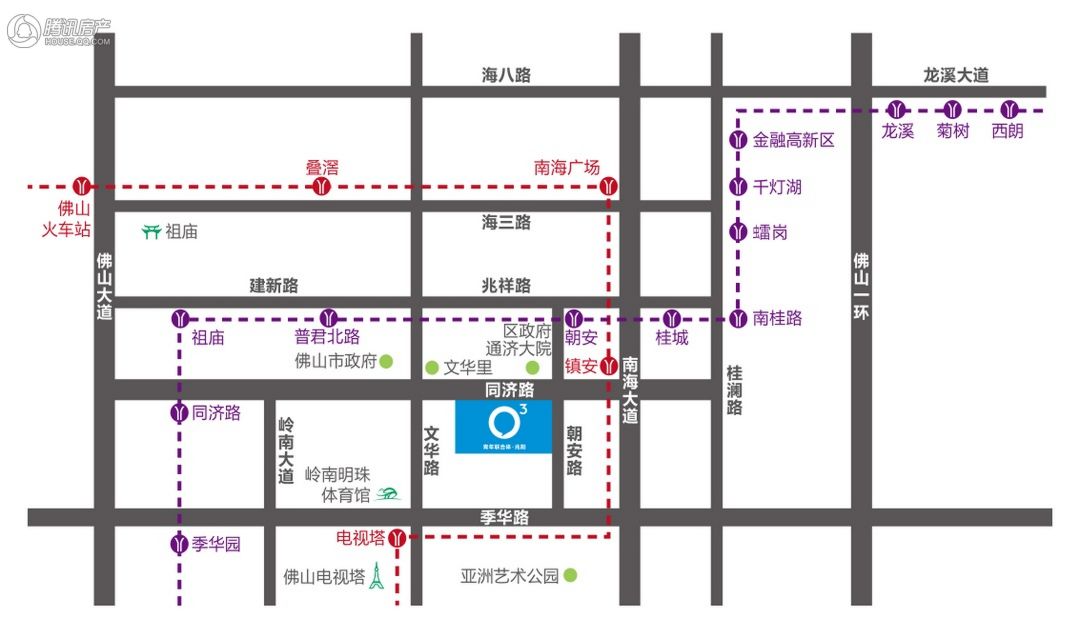 腾讯房产
HOUSE.QQ.COM
海八路
龙溪大道
龙溪
菊树
西朗
金融高新区
叠滘
南海广场
千灯湖
佛山
火车站
祖庙
海三路
蠕岗
佛山大道
佛山一环
建新路
兆祥路
祖庙
普君北路
朝安
桂城
南桂路
区政府
通济大院
佛山市政府
文华里
镇安
南海大道
桂澜路
同济路
同济路
3
青年联合体·兆阳
岭南大道
文华路
朝安路
岭南明珠
体育馆
季华路
电视塔
季华园
佛山电视塔
亚洲艺术公园